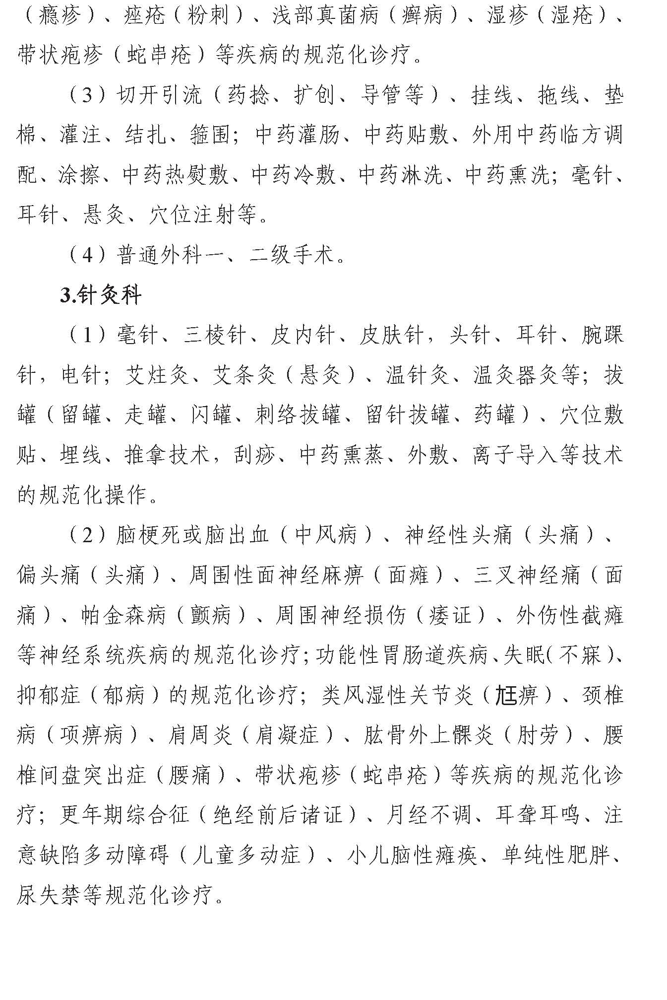 （瘾疹）、痤疮（粉刺）、浅部真菌病（癣病）、湿疹（湿疮）、
带状疱疹（蛇串疮）等疾病的规范化诊疗。
（3）切开引流（药捻、扩创、导管等）、挂线、拖线、垫
棉、灌注、结扎、箍围；中药灌肠、中药贴敷、外用中药临方调
配、涂擦、中药热熨敷、中药冷敷、中药淋洗、中药熏洗；毫针、
耳针、悬灸、穴位注射等。
（4）普通外科一、二级手术。
3.针灸科
（1）毫针、三棱针、皮内针、皮肤针，头针、耳针、腕踝
针，电针；艾炷灸、艾条灸（悬灸）、温针灸、温灸器灸等；拔
罐（留罐、走罐、闪罐、刺络拔罐、留针拔罐、药罐）、穴位敷
贴、埋线、推拿技术，刮痧、中药熏蒸、外敷、离子导入等技术
的规范化操作。
（2）脑梗死或脑出血（中风病）、神经性头痛（头痛）、
偏头痛（头痛）、周围性面神经麻痹（面瘫）、三叉神经痛（面
痛）、帕金森病（颤病）、周围神经损伤（痿证）、外伤性截瘫
等神经系统疾病的规范化诊疗；功能性胃肠道疾病、失眠（不寐）、
抑郁症（郁病）的规范化诊疗；类风湿性关节炎（尪痹）、颈椎
病（项痹病）、肩周炎（肩凝症）、肱骨外上髁炎（肘劳）、腰
椎间盘突出症（腰痛）、带状疱疹（蛇串疮）等疾病的规范化诊
疗；更年期综合征（绝经前后诸证）、月经不调、耳聋耳鸣、注
意缺陷多动障碍（儿童多动症）、小儿脑性瘫痪、单纯性肥胖、
尿失禁等规范化诊疗。